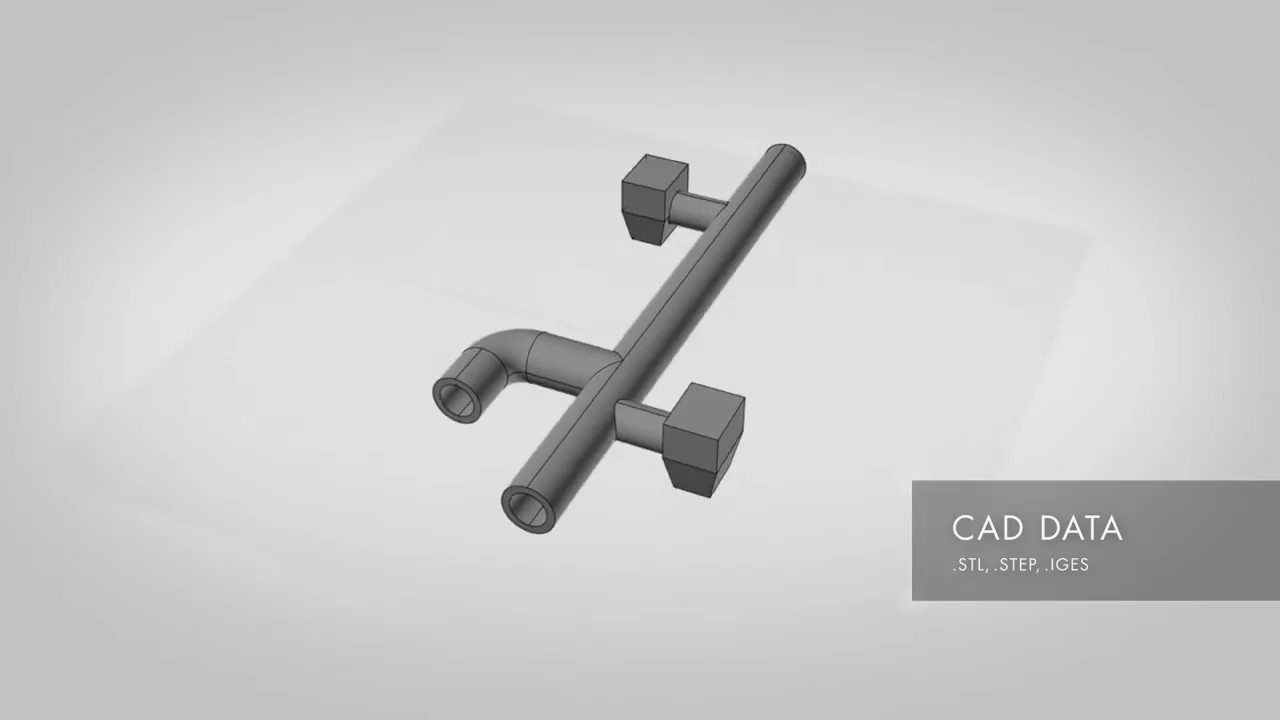 CAD DATA
.STL, .STEP, .IGES